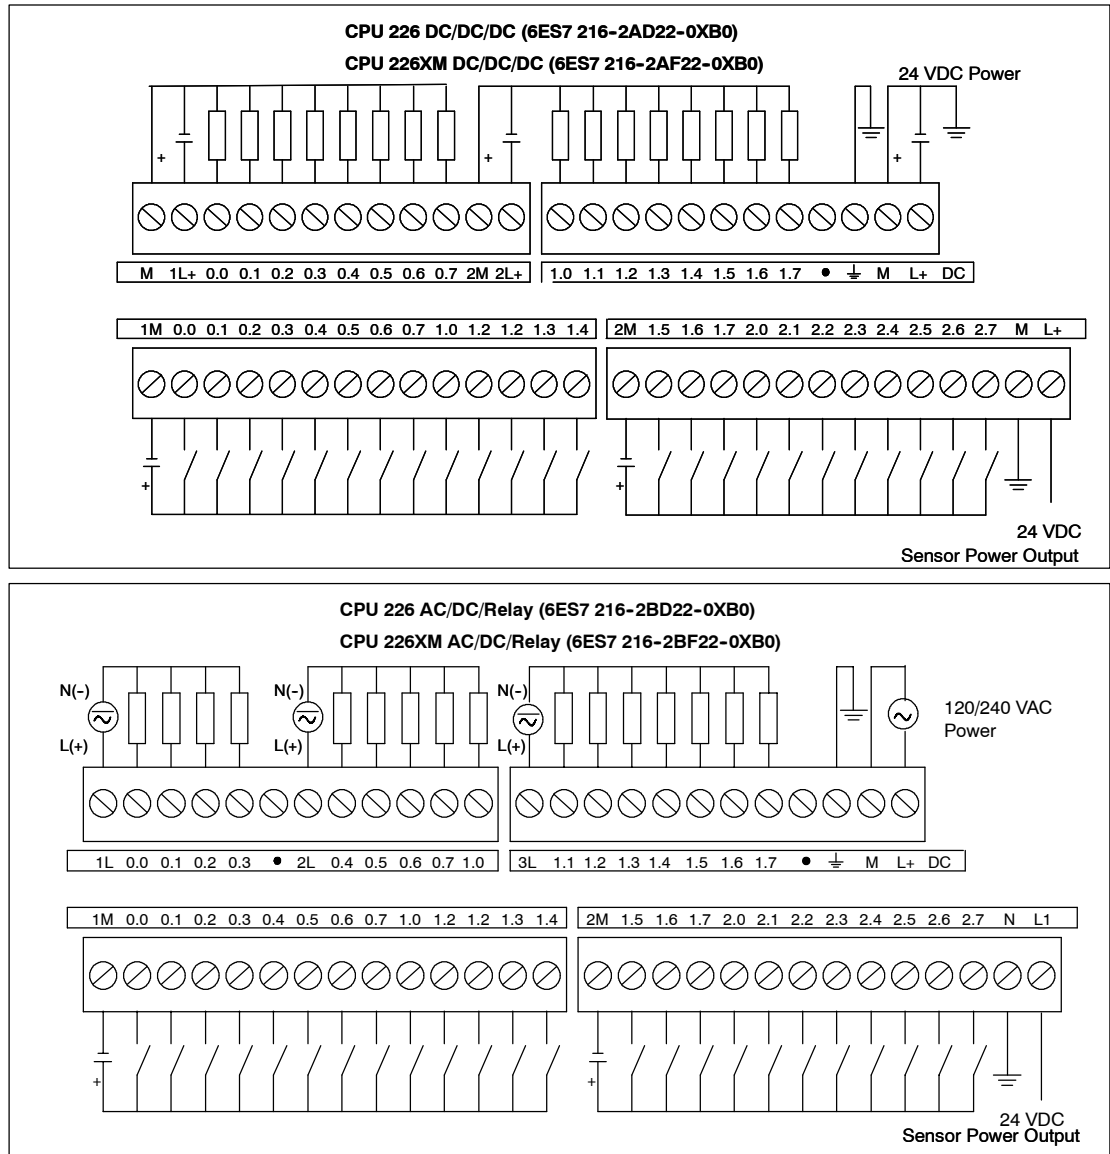 CPU 226 DC/DC/DC (6ES7 216-2AD22-0XB0)
CPU 226XM DC/DC/DC (6ES7 216-2AF22-0XB0)
24 VDC Power
+ + +
M 1L+ 0.0 0.1 0.2 0.3 0.4 0.5 0.6 0.7 2M 2L+ 1.0 1.1 1.2 1.3 1.4 1.5 1.6 1.7 ● ⏚ M L+ DC
1M 0.0 0.1 0.2 0.3 0.4 0.5 0.6 0.7 1.0 1.2 1.2 1.3 1.4 2M 1.5 1.6 1.7 2.0 2.1 2.2 2.3 2.4 2.5 2.6 2.7 M L+
+ +
24 VDC
Sensor Power Output
CPU 226 AC/DC/Relay (6ES7 216-2BD22-0XB0)
CPU 226XM AC/DC/Relay (6ES7 216-2BF22-0XB0)
N(-) N(-) N(-)
120/240 VAC
Power
L(+) L(+) L(+)
1L 0.0 0.1 0.2 0.3 ● 2L 0.4 0.5 0.6 0.7 1.0 3L 1.1 1.2 1.3 1.4 1.5 1.6 1.7 ● ⏚ M L+ DC
1M 0.0 0.1 0.2 0.3 0.4 0.5 0.6 0.7 1.0 1.2 1.2 1.3 1.4 2M 1.5 1.6 1.7 2.0 2.1 2.2 2.3 2.4 2.5 2.6 2.7 N L1
+ +
24 VDC
Sensor Power Output